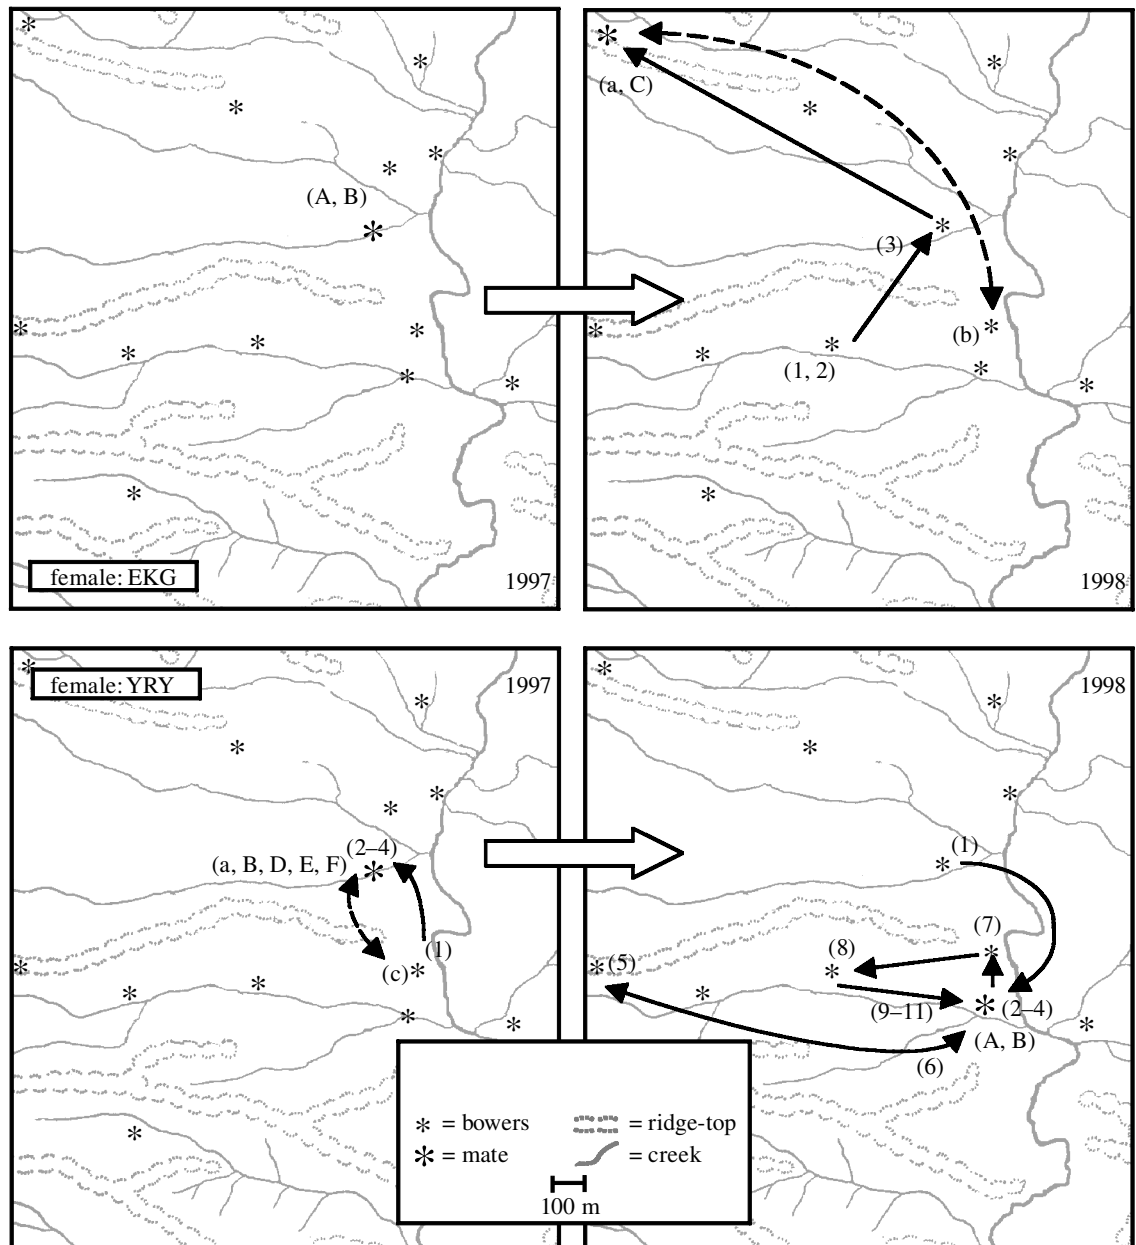 (A, B)
female: EKG
1997
(a, C)
(3)
(b)
(1, 2)
1998
female: YRY
1997
(2–4)
(a, B, D, E, F)
(1)
(c)
1998
(1)
(7)
(8)
(5)
(9–11)
(2–4)
(A, B)
(6)
* = bowers
= ridge-top
* = mate
= creek
100 m